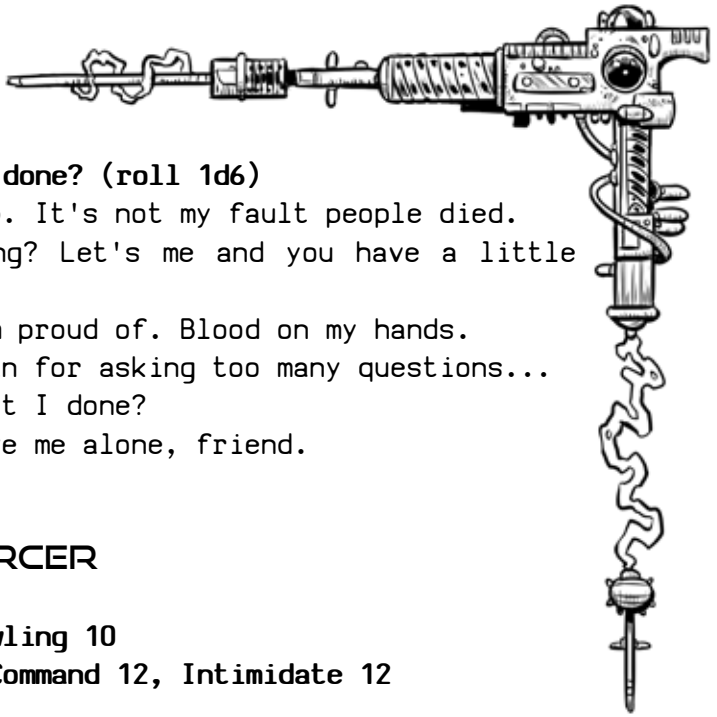 done? (roll 1d6)
. It's not my fault people died.
ng? Let's me and you have a little
proud of. Blood on my hands.
n for asking too many questions...
t I done?
e me alone, friend.
RCER
ling 10
Command 12, Intimidate 12